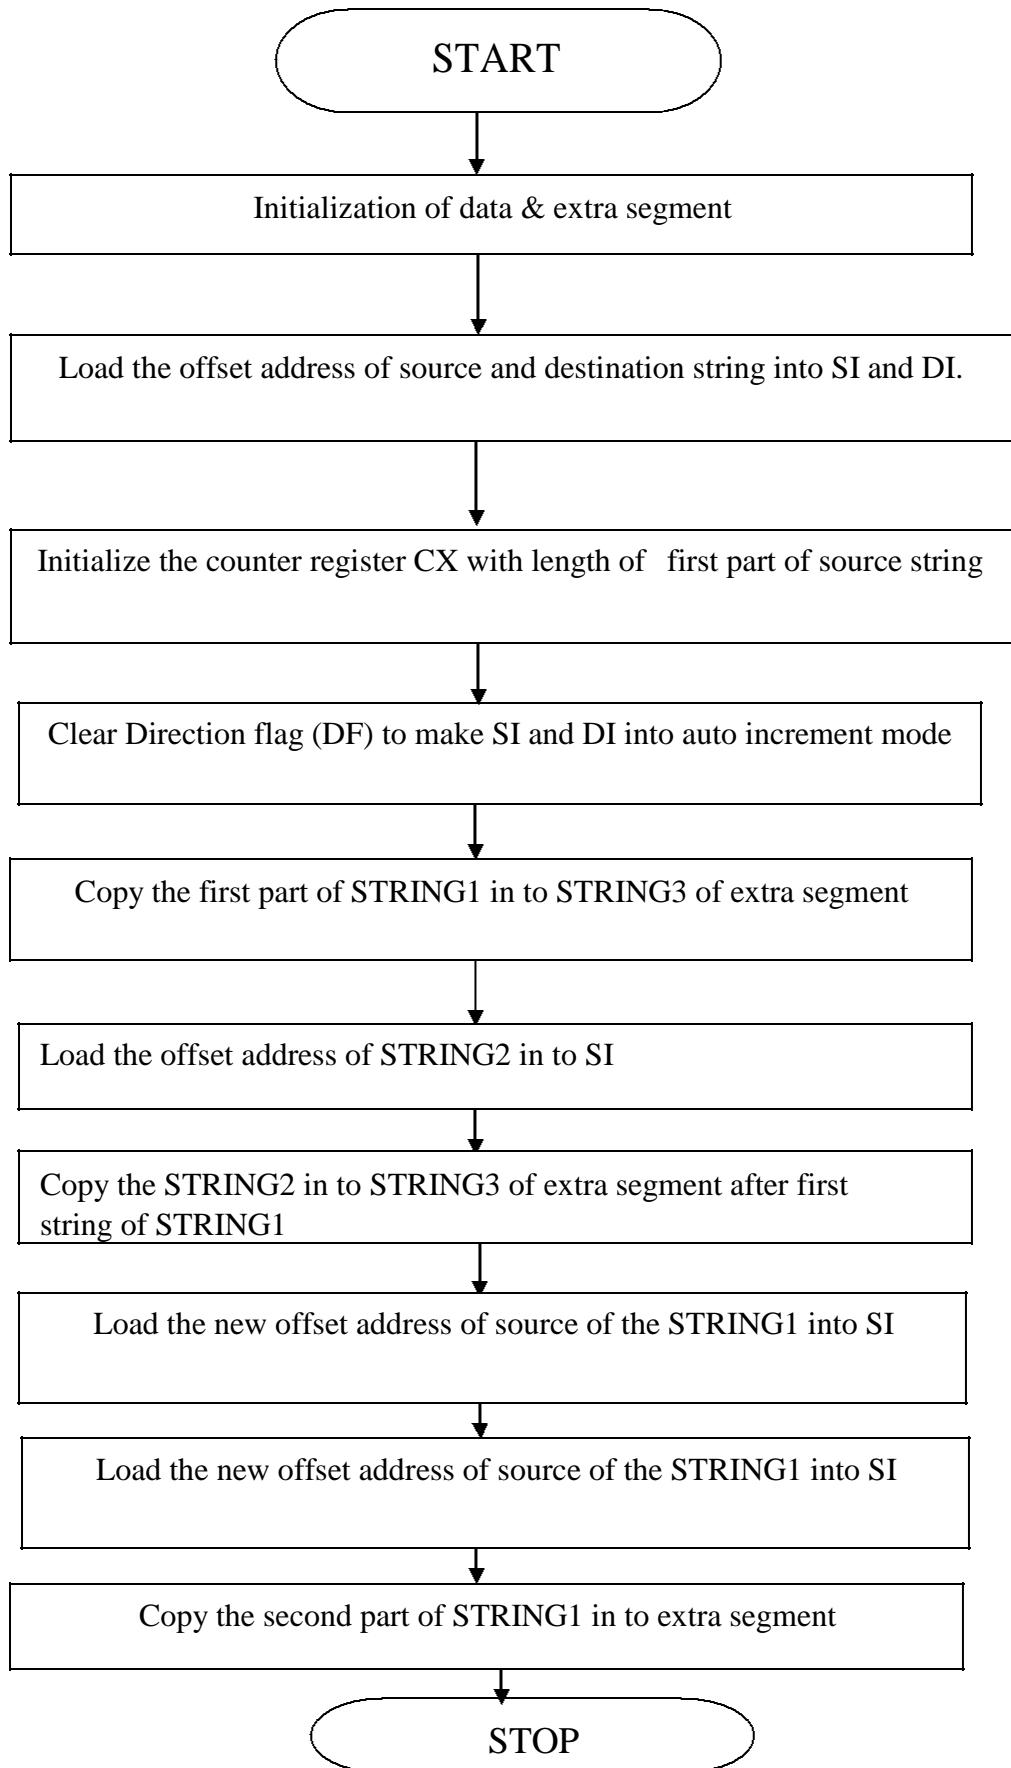 START
Initialization of data & extra segment
Load the offset address of source and destination string into SI and DI.
Initialize the counter register CX with length of first part of source string
Clear Direction flag (DF) to make SI and DI into auto increment mode
Copy the first part of STRING1 in to STRING3 of extra segment
Load the offset address of STRING2 in to SI
Copy the STRING2 in to STRING3 of extra segment after first
string of STRING1
Load the new offset address of source of the STRING1 into SI
Load the new offset address of source of the STRING1 into SI
Copy the second part of STRING1 in to extra segment
STOP